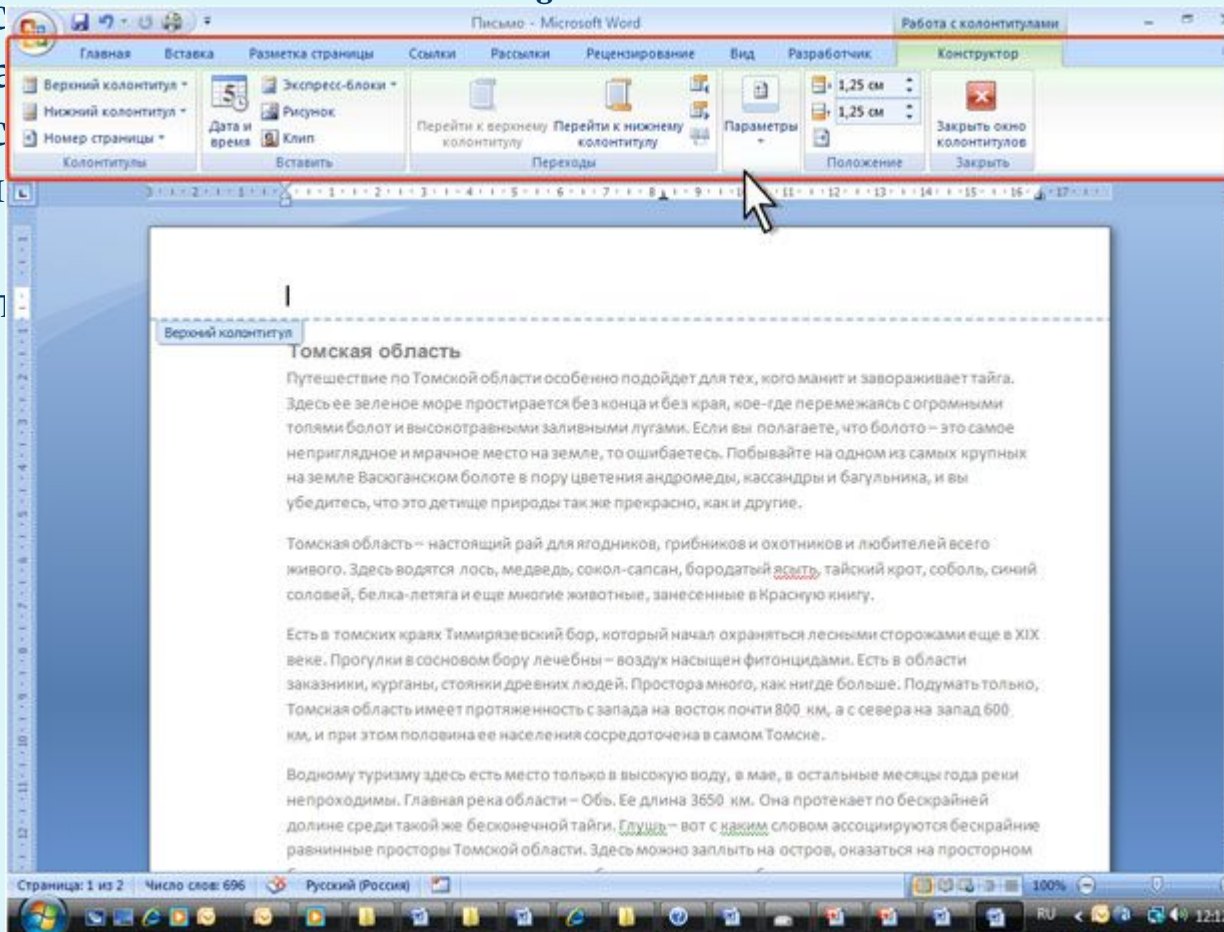 Письмо - Microsoft Word
Работа с колонтитулами
Главная Вставка Разметка страницы Ссылки Рассылки Рецензирование Вид Разработчик Конструктор
Верхний колонтитул
Нижний колонтитул
Номер страницы
Колонтитулы
5
Дата и время
Экспресс-блоки
Рисунок
Клип
Вставить
Перейти к верхнему колонтитулу
Перейти к нижнему колонтитулу
Переходы
Параметры
1,25 см
1,25 см
Положение
Закрыть окно колонтитулов
Закрыть
Верхний колонтитул
Томская область
Путешествие по Томской области особенно подойдет для тех, кого манит и завораживает тайга.
Здесь ее зеленое море простирается без конца и без края, кое-где перемежаясь с огромными
топями болот и высокотравными заливными лугами. Если вы полагаете, что болото – это самое
неприглядное и мрачное место на земле, то ошибаетесь. Побывайте на одном из самых крупных
на земле Васюганском болоте в пору цветения андромеды, кассандры и багульника, и вы
убедитесь, что это детище природы так же прекрасно, как и другие.
Томская область – настоящий рай для ягодников, грибников и охотников и любителей всего
живого. Здесь водятся лось, медведь, сокол-сапсан, бородатый ясыть, тайский крот, соболь, синий
соловей, белка-летяга и еще многие животные, занесенные в Красную книгу.
Есть в томских краях Тимирязевский бор, который начал охраняться лесными сторожами еще в XIX
веке. Прогулки в сосновом бору лечебны – воздух насыщен фитонцидами. Есть в области
заказники, курганы, стоянки древних людей. Простора много, как нигде больше. Подумать только,
Томская область имеет протяженность с запада на восток почти 800 км, а с севера на запад 600
км, и при этом половина ее населения сосредоточена в самом Томске.
Водному туризму здесь есть место только в высокую воду, в мае, в остальные месяцы года реки
непроходимы. Главная река области – Обь. Ее длина 3650 км. Она протекает по бескрайней
долине среди такой же бесконечной тайги. Глушь – вот с каким словом ассоциируются бескрайние
равнинные просторы Томской области. Здесь можно заплыть на остров, оказаться на просторном
Страница: 1 из 2 Число слов: 696 Русский (Россия) 100%
RU 12:12